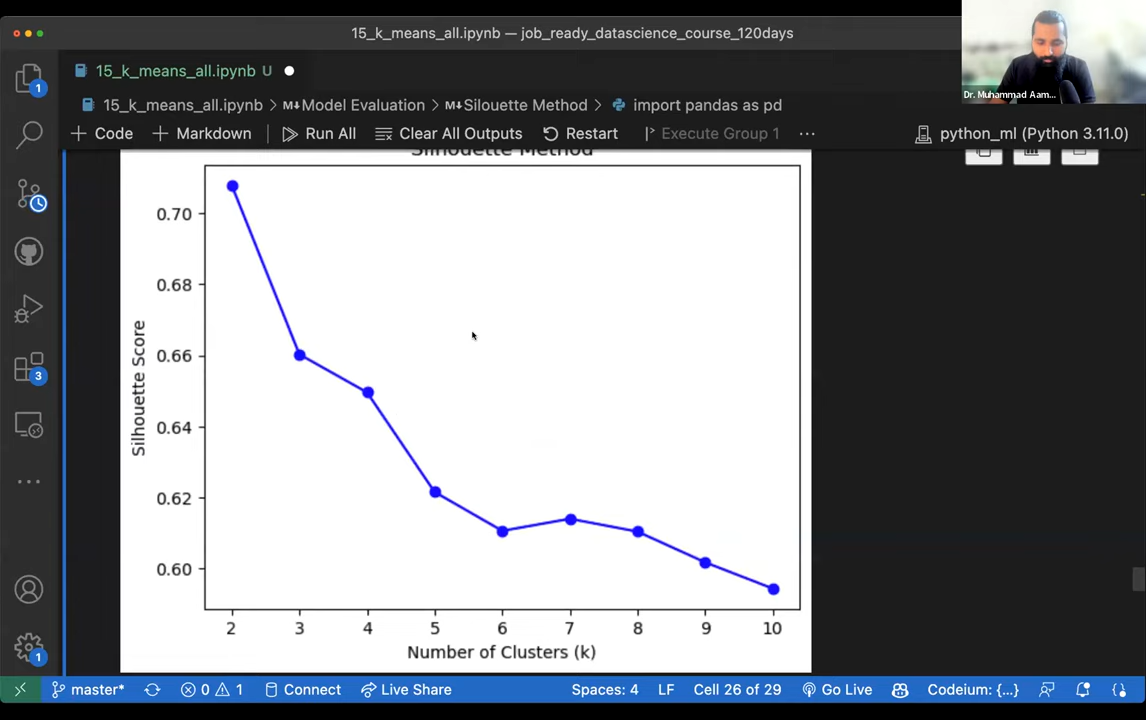 15_k_means_all.ipynb — job_ready_datascience_course_120days
Dr. Muhammad Aam...
15_k_means_all.ipynb U
15_k_means_all.ipynb > M↓Model Evaluation > M↓Silouette Method > import pandas as pd
+ Code + Markdown Run All Clear All Outputs Restart Execute Group 1 ... python_ml (Python 3.11.0)
Silhouette Method
0.70
0.68
0.66
0.64
0.62
0.60
Silhouette Score
2 3 4 5 6 7 8 9 10
Number of Clusters (k)
1
3
1
master* 0 1 Connect Live Share Spaces: 4 LF Cell 26 of 29 Go Live Codeium: {...}